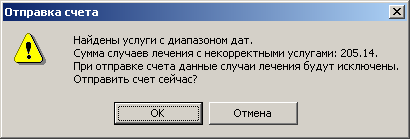 Отправка счета
Найдены услуги с диапазоном дат.
Сумма случаев лечения с некорректными услугами: 205.14.
При отправке счета данные случаи лечения будут исключены.
Отправить счет сейчас?
OK
Отмена